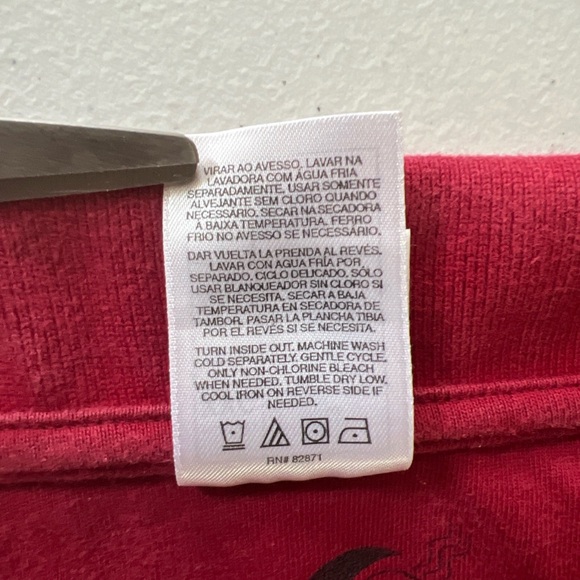 VIRAR AO AVESSO. LAVAR NA
LAVADORA COM ÁGUA FRIA
SEPARADAMENTE. USAR SOMENTE
ALVEJANTE SEM CLORO QUANDO
NECESSÁRIO. SECAR NA SECADORA
À BAIXA TEMPERATURA. FERRO
FRIO NO AVESSO SE NECESSÁRIO.
DAR VUELTA LA PRENDA AL REVÉS.
LAVAR CON AGUA FRÍA POR
SEPARADO. CICLO DELICADO. SÓLO
USAR BLANQUEADOR SIN CLORO SI
SE NECESITA. SECAR A BAJA
TEMPERATURA EN SECADORA DE
TAMBOR. PASAR LA PLANCHA TIBIA
POR EL REVÉS SI SE NECESITA.
TURN INSIDE OUT. MACHINE WASH
COLD SEPARATELY. GENTLE CYCLE.
ONLY NON-CHLORINE BLEACH
WHEN NEEDED. TUMBLE DRY LOW.
COOL IRON ON REVERSE SIDE IF
NEEDED.
RN# 82871